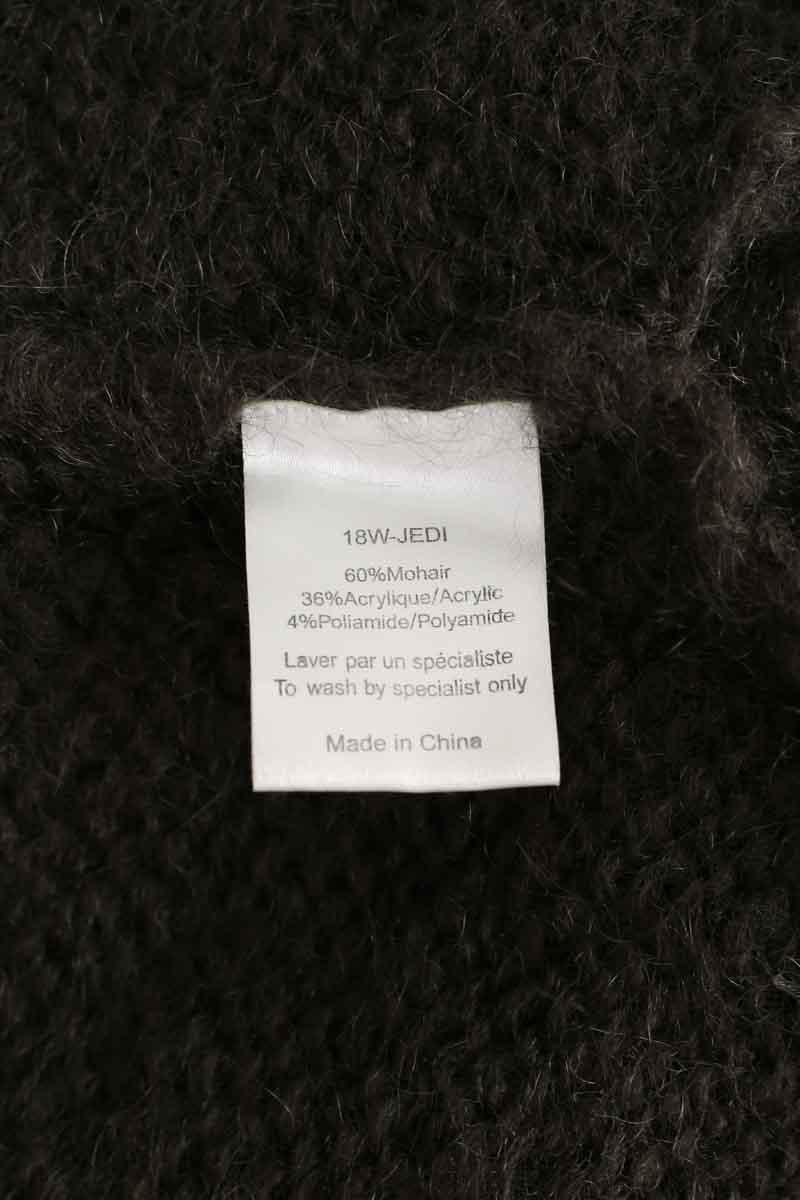 18W-JEDI
60%Mohair
36%Acrylique/Acrylic
4%Poliamide/Polyamide
Laver par un spécialiste
To wash by specialist only
Made in China